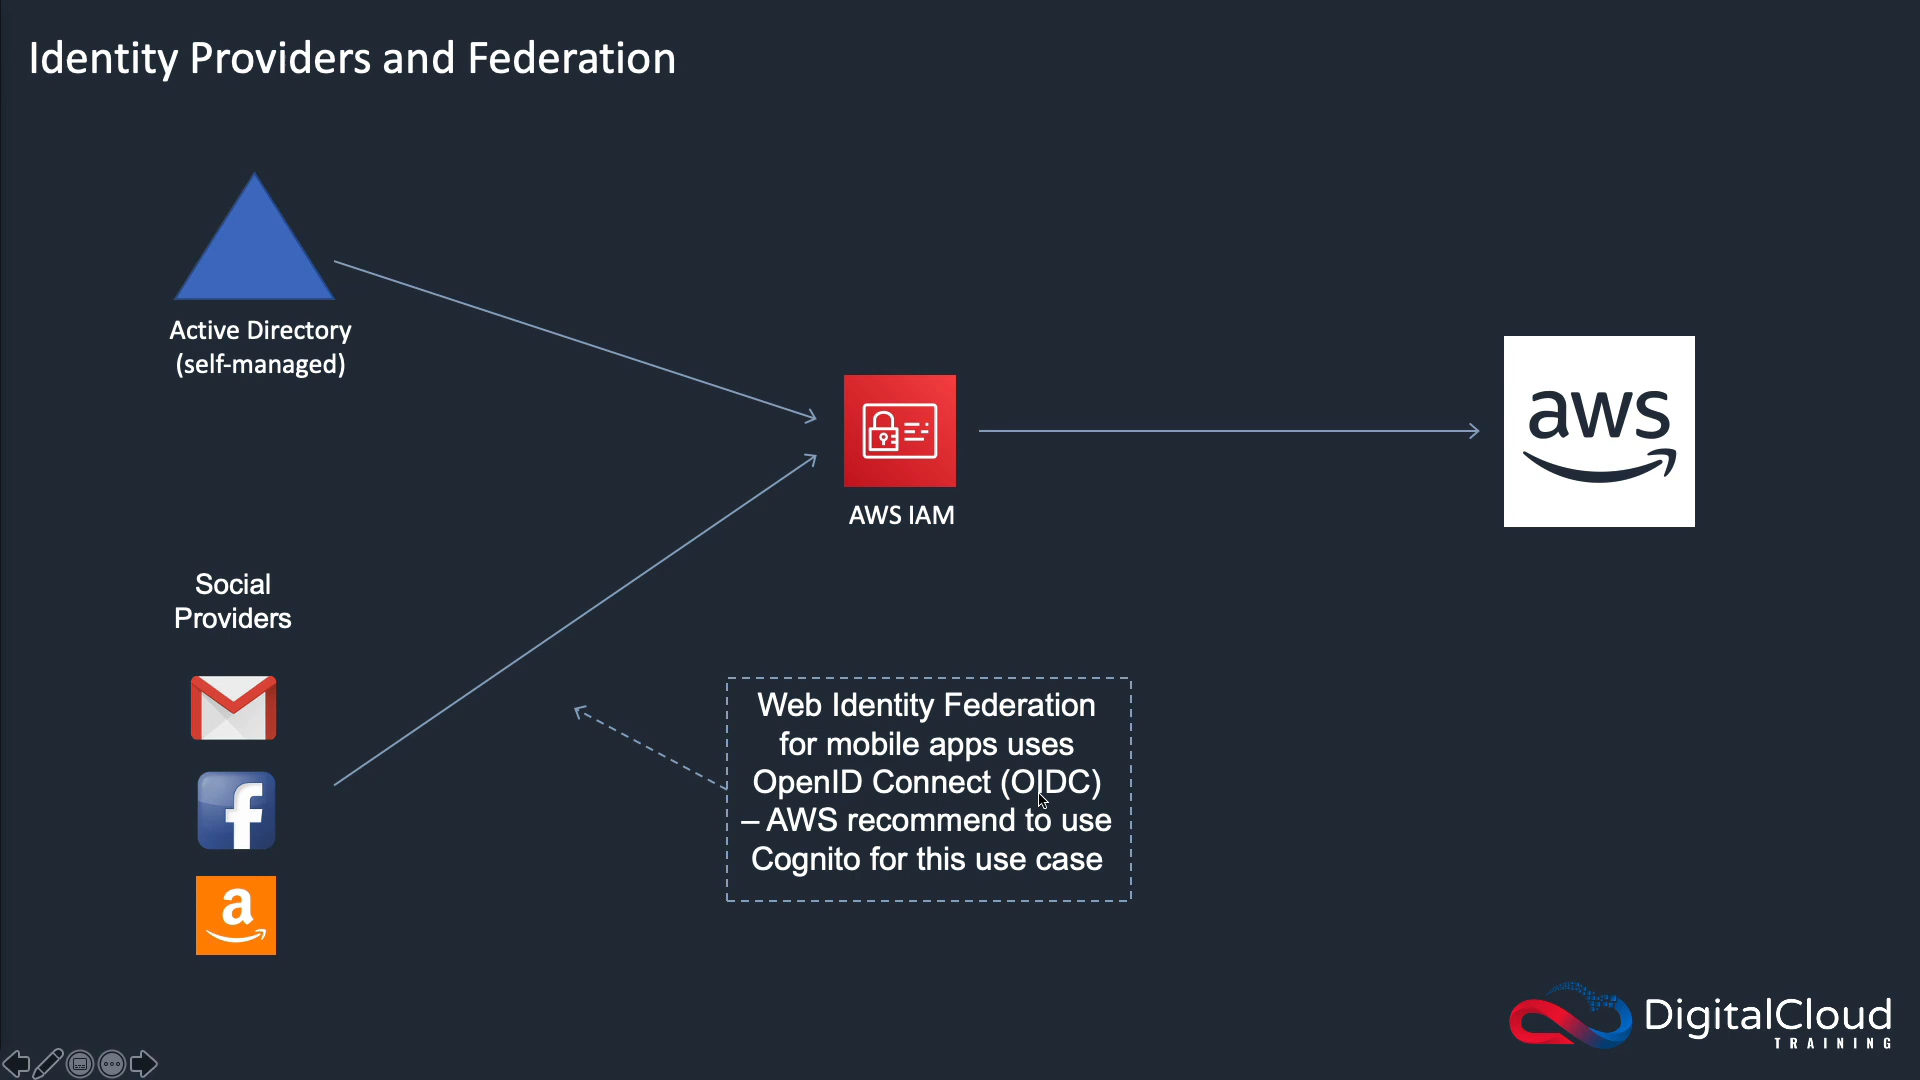 Identity Providers and Federation
Active Directory
(self-managed)
AWS IAM
aws
Social
Providers
f
a
Web Identity Federation
for mobile apps uses
OpenID Connect (OIDC)
– AWS recommend to use
Cognito for this use case
DigitalCloud
TRAINING